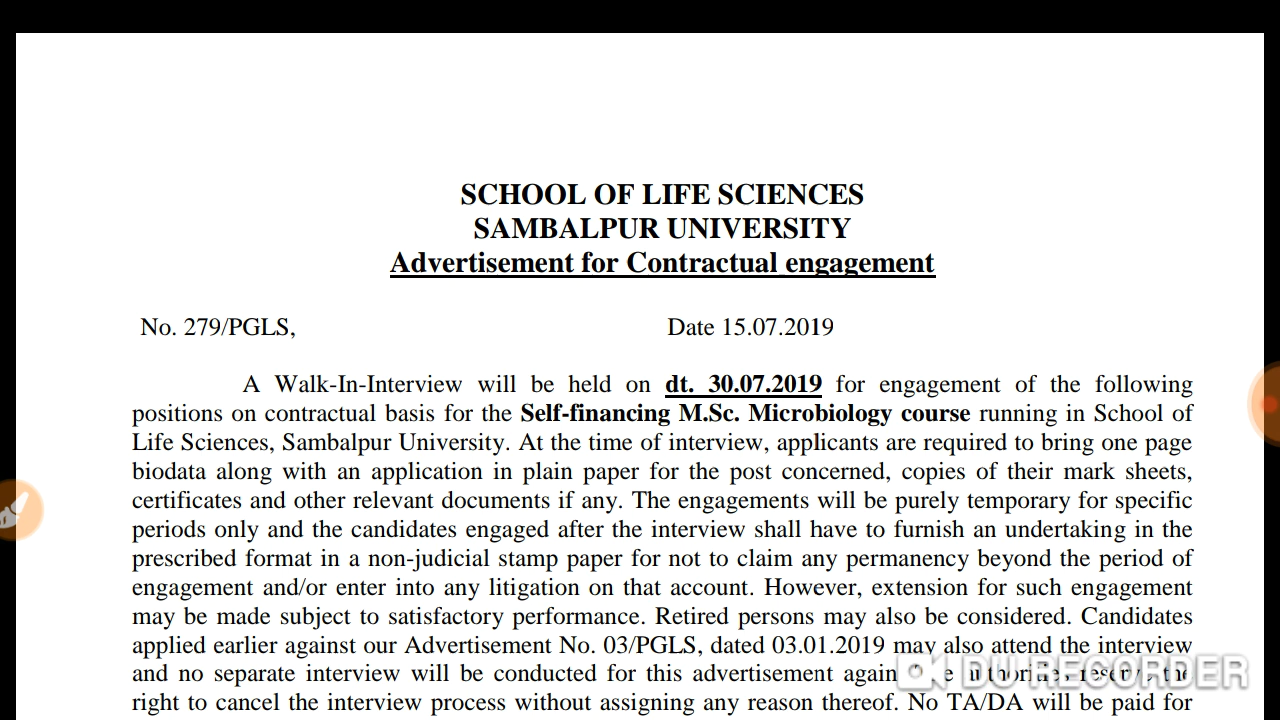 SCHOOL OF LIFE SCIENCES
SAMBALPUR UNIVERSITY
Advertisement for Contractual engagement
No. 279/PGLS, Date 15.07.2019
A Walk-In-Interview will be held on dt. 30.07.2019 for engagement of the following
positions on contractual basis for the Self-financing M.Sc. Microbiology course running in School of
Life Sciences, Sambalpur University. At the time of interview, applicants are required to bring one page
biodata along with an application in plain paper for the post concerned, copies of their mark sheets,
certificates and other relevant documents if any. The engagements will be purely temporary for specific
periods only and the candidates engaged after the interview shall have to furnish an undertaking in the
prescribed format in a non-judicial stamp paper for not to claim any permanency beyond the period of
engagement and/or enter into any litigation on that account. However, extension for such engagement
may be made subject to satisfactory performance. Retired persons may also be considered. Candidates
applied earlier against our Advertisement No. 03/PGLS, dated 03.01.2019 may also attend the interview
and no separate interview will be conducted for this advertisement again authorities reserve the
right to cancel the interview process without assigning any reason thereof. No TA/DA will be paid for
DU RECORDER